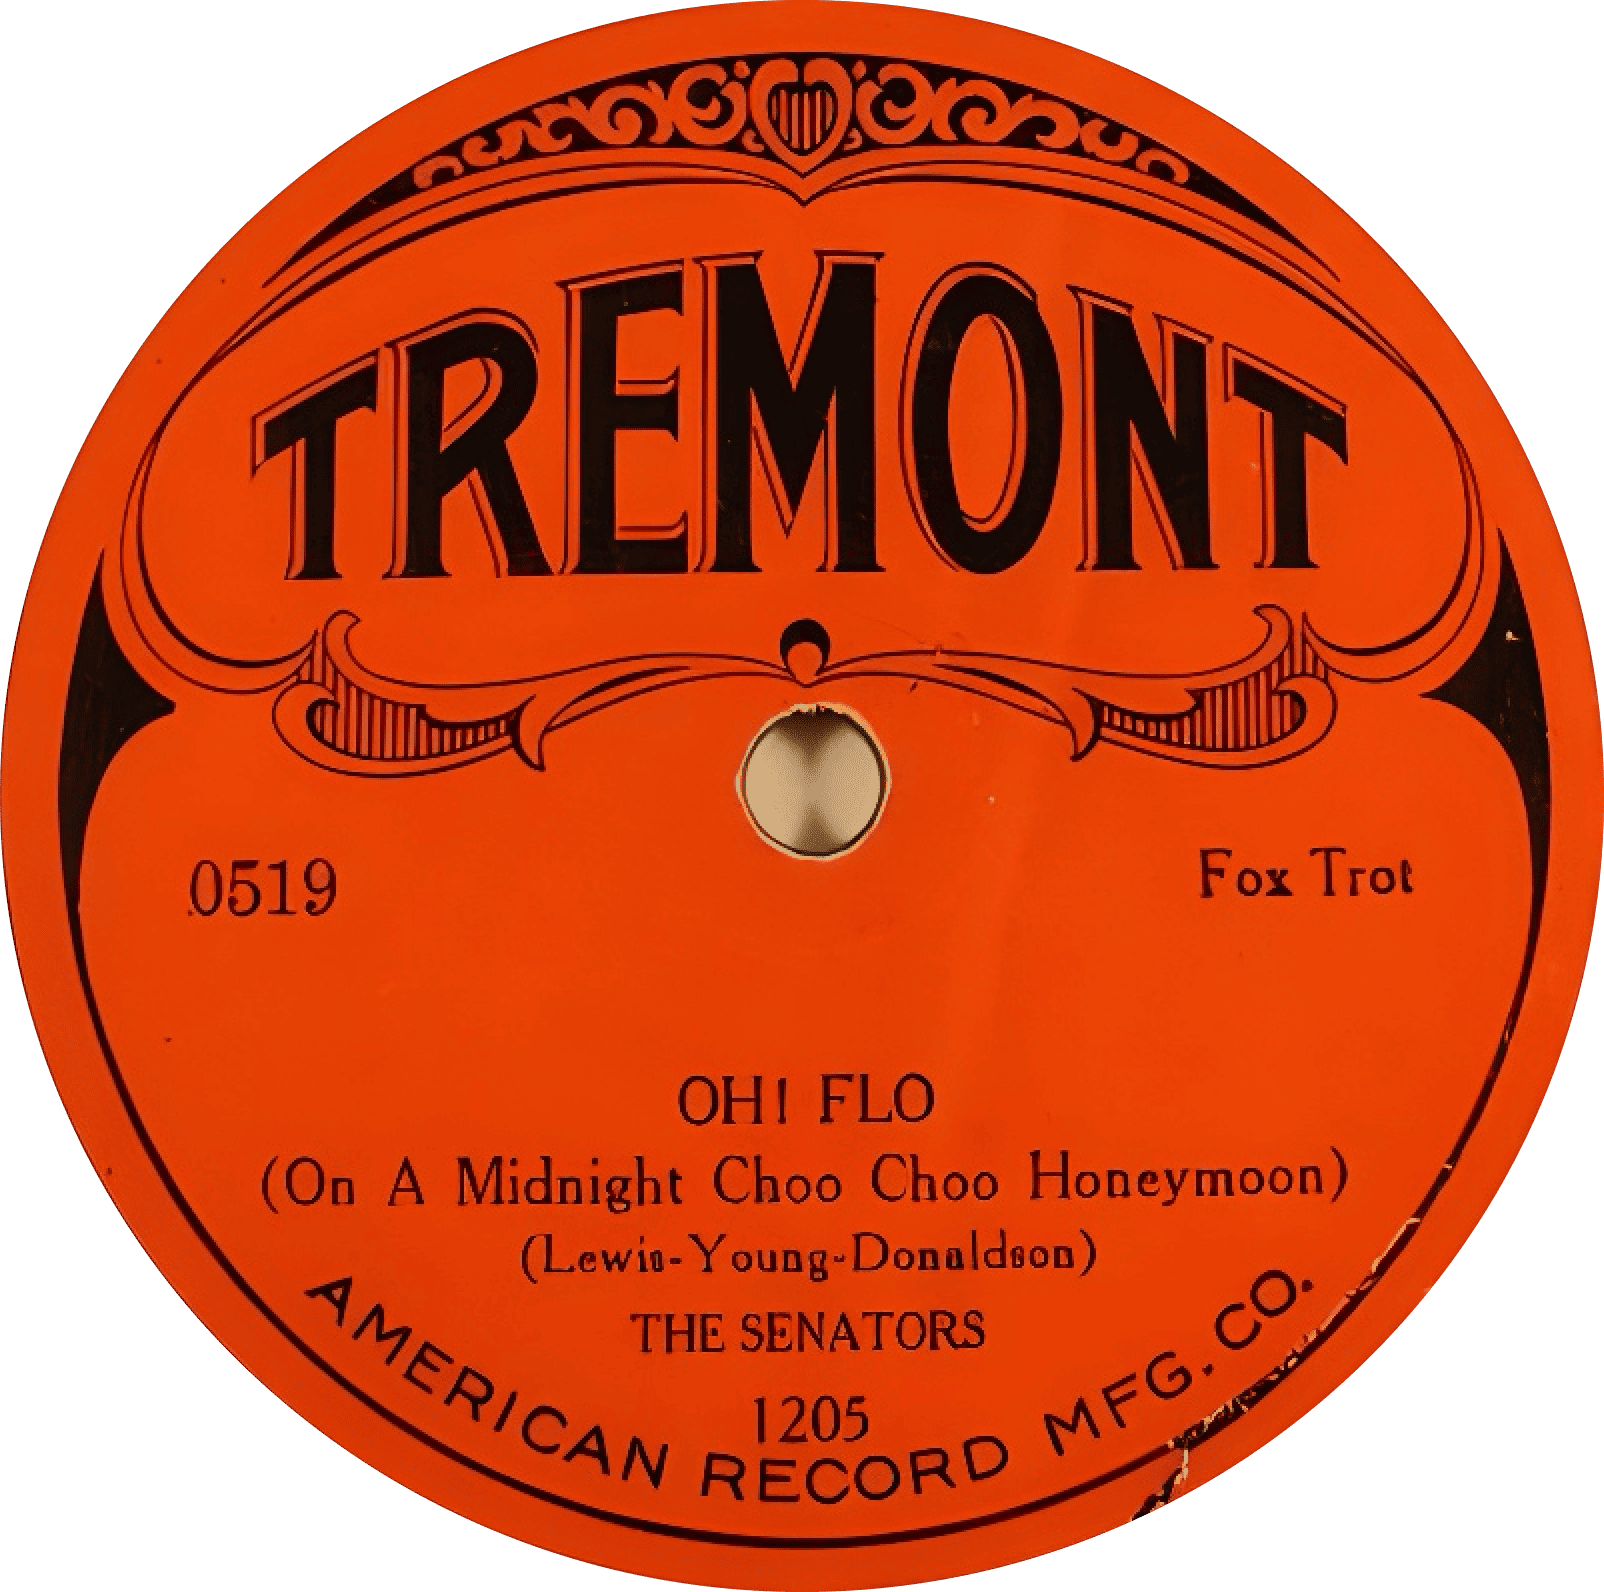 TREMONT
0519
Fox Trot
OH! FLO
(On A Midnight Choo Choo Honeymoon)
(Lewis-Young-Donaldson)
THE SENATORS
1205
AMERICAN RECORD MFG. CO.